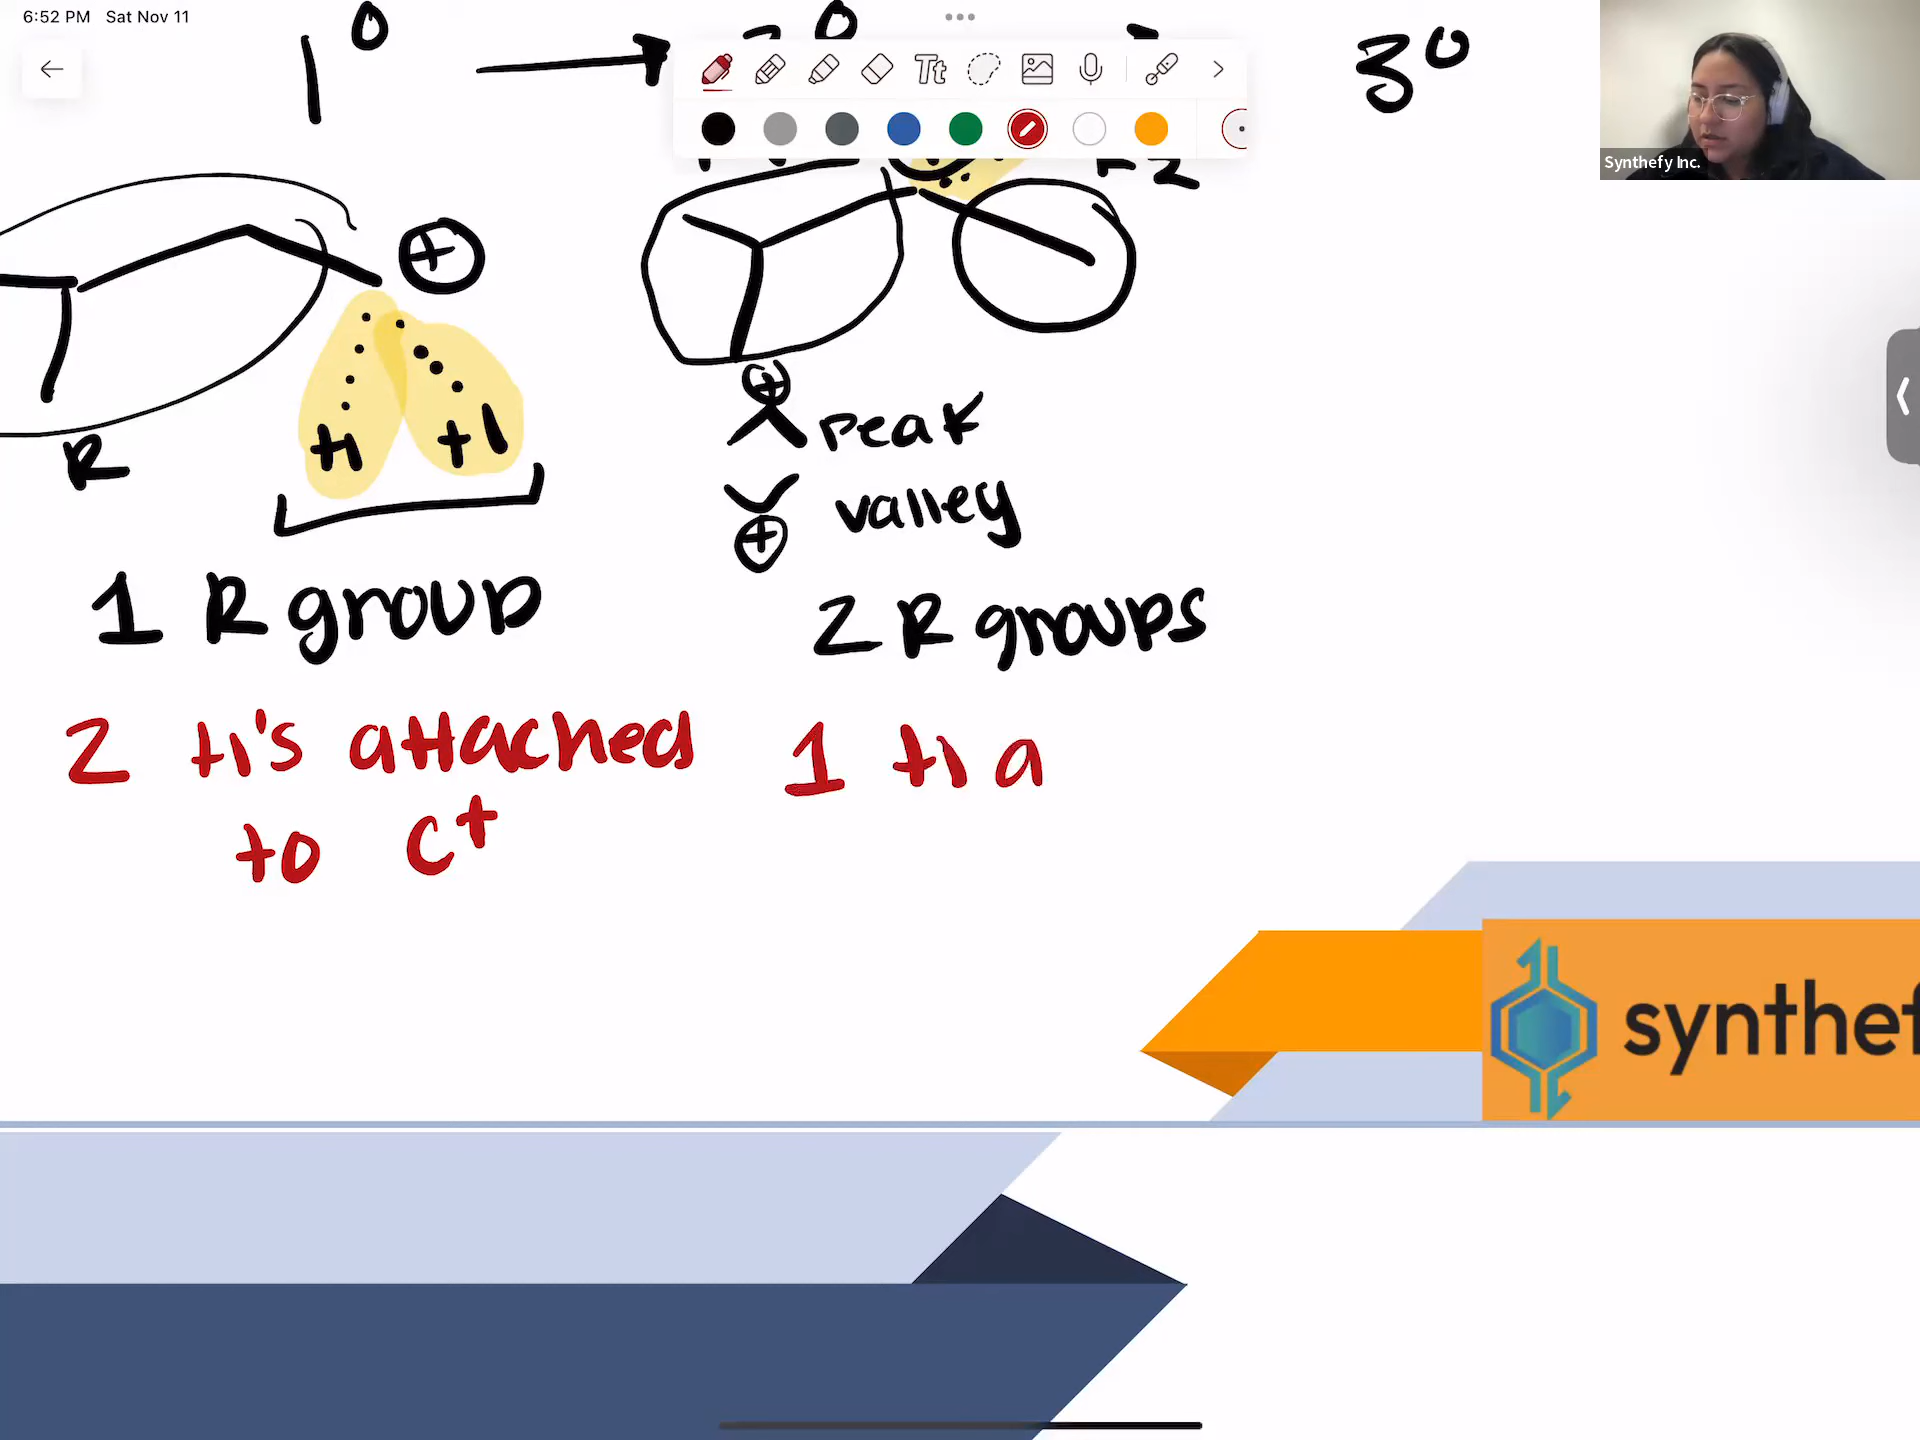 6:52 PM Sat Nov 11
1° → 3°
Tt
Synthefy Inc.
+
H H
R
+
peak
valley
+
1 R group 2 R groups
2 H's attached 1 H a
to C+
synthef